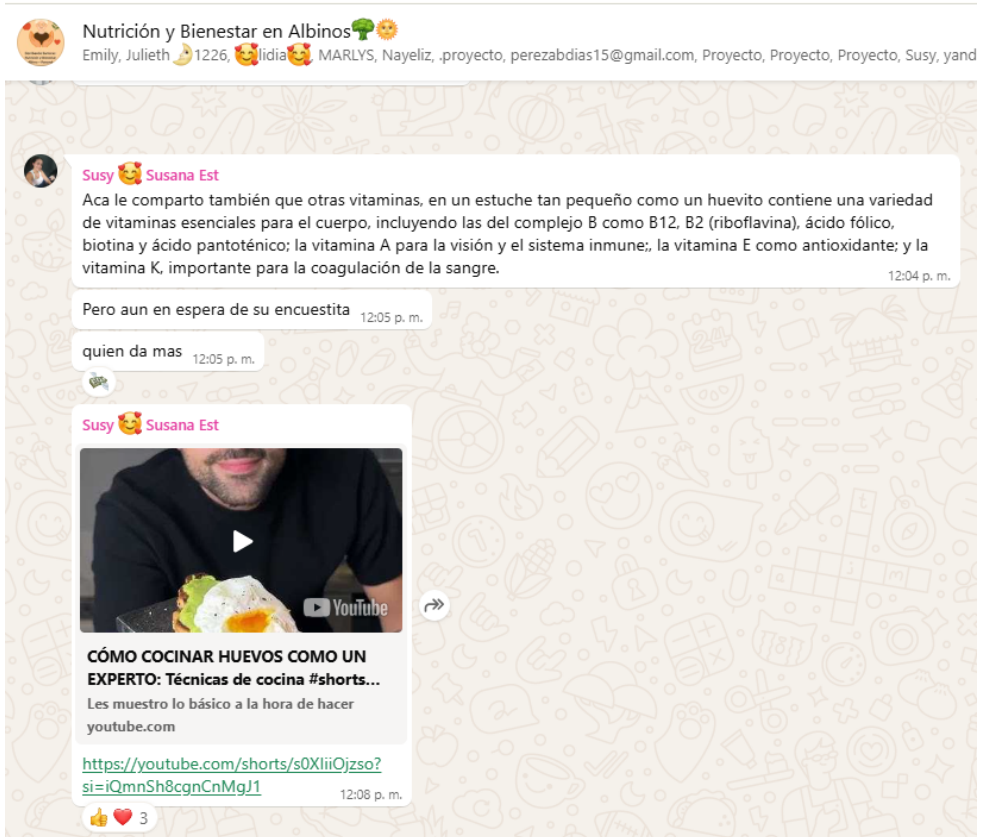 Nutrición y Bienestar en Albinos🥦🌞
Emily, Julieth 🌛1226, 🥰lidia🥰, MARLYS, Nayeliz, .proyecto, perezabdias15@gmail.com, Proyecto, Proyecto, Proyecto, Susy, yand
Susy 🥰 Susana Est
Aca le comparto también que otras vitaminas, en un estuche tan pequeño como un huevito contiene una variedad
de vitaminas esenciales para el cuerpo, incluyendo las del complejo B como B12, B2 (riboflavina), ácido fólico,
biotina y ácido pantoténico; la vitamina A para la visión y el sistema inmune;, la vitamina E como antioxidante; y la
vitamina K, importante para la coagulación de la sangre.
12:04 p. m.
Pero aun en espera de su encuestita 12:05 p. m.
quien da mas 12:05 p. m.
Susy 🥰 Susana Est
YouTube
CÓMO COCINAR HUEVOS COMO UN
EXPERTO: Técnicas de cocina #shorts...
Les muestro lo básico a la hora de hacer
youtube.com
https://youtube.com/shorts/s0XliiOjzso?
si=iQmnSh8cgnCnMgJ1
12:08 p. m.
👍❤️ 3